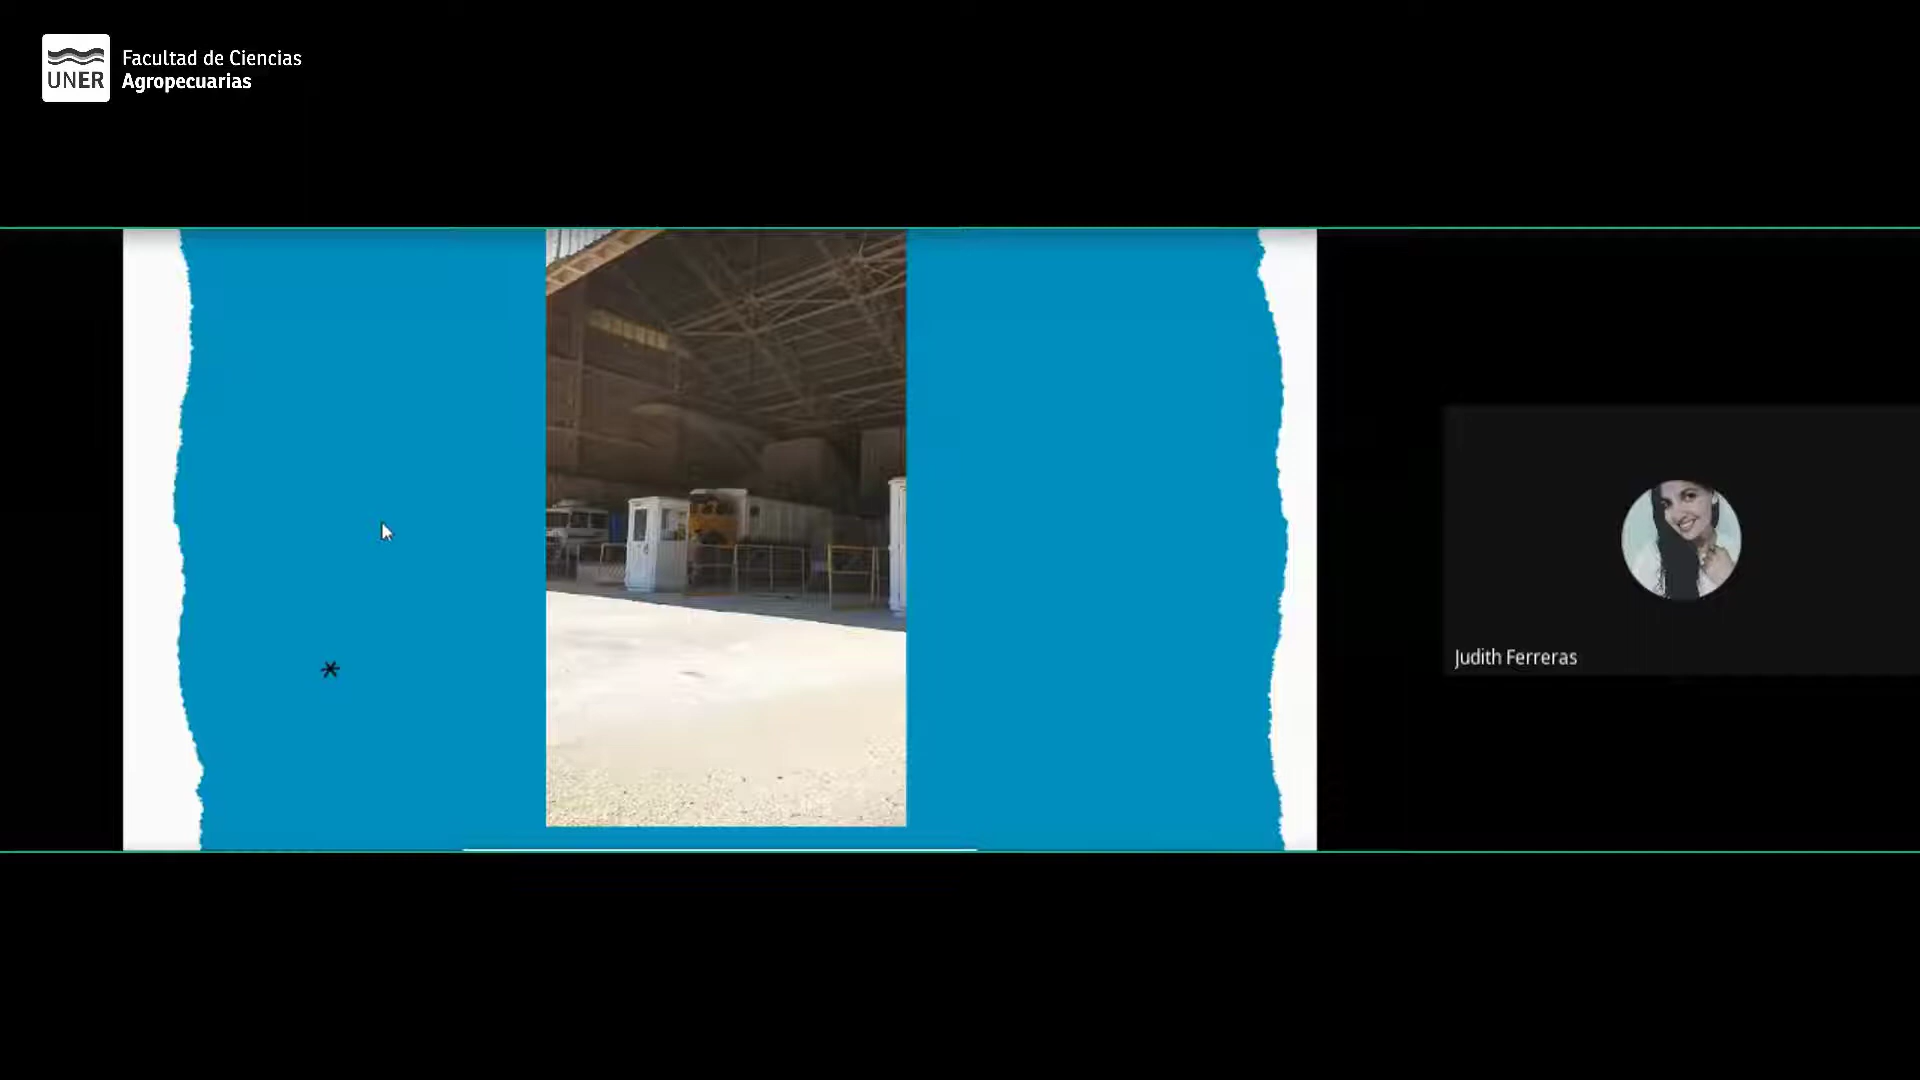 UNER
Facultad de Ciencias
Agropecuarias
*
Judith Ferreras